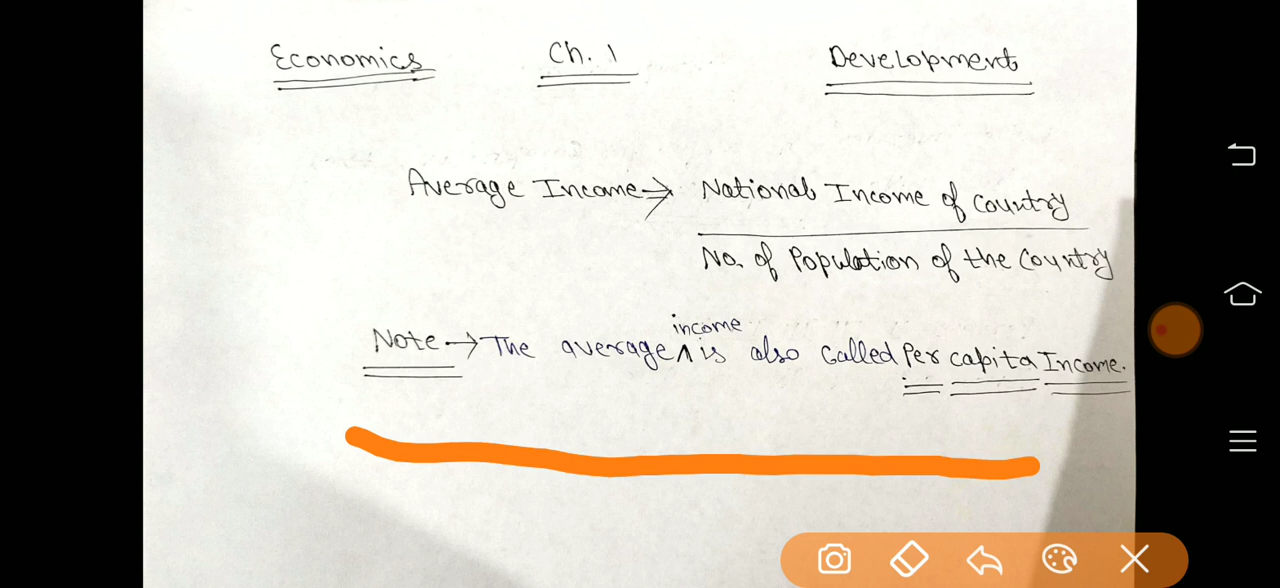 Economics Ch. 1 Development
Average Income → National Income of country
No. of Population of the Country
income
Note → The average ∧ is also called Per capita Income.